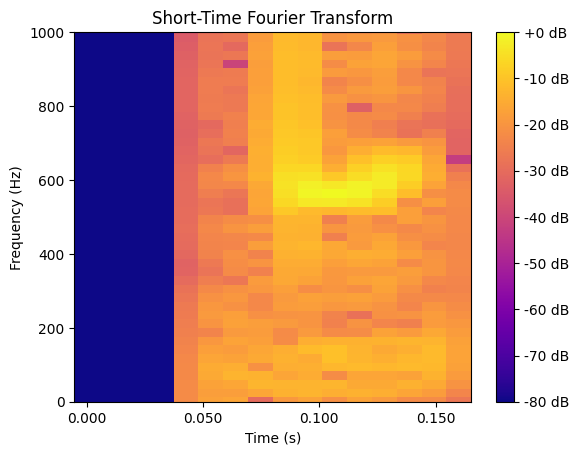 Short-Time Fourier Transform
1000
800
600
400
200
0
Frequency (Hz)
0.000
0.050
0.100
0.150
Time (s)
+0 dB
-10 dB
-20 dB
-30 dB
-40 dB
-50 dB
-60 dB
-70 dB
-80 dB